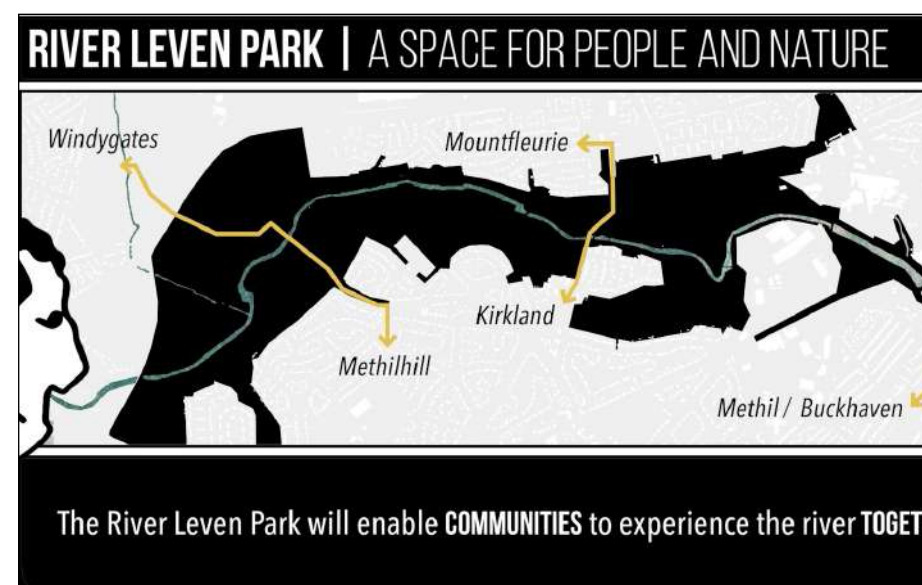 RIVER LEVEN PARK | A SPACE FOR PEOPLE AND NATURE
Windygates
Mountfleurie
Kirkland
Methilhill
Methil / Buckhaven
The River Leven Park will enable COMMUNITIES to experience the river TOGET